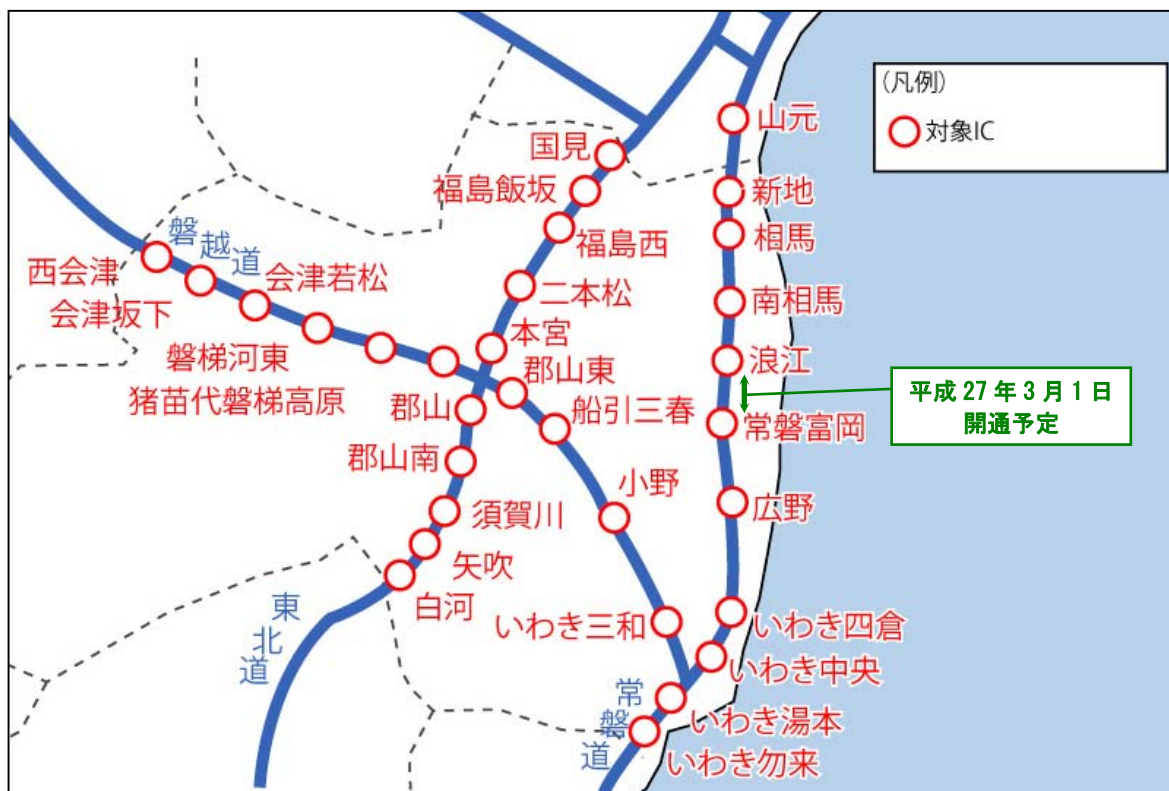 (凡例)
対象IC
山元
国見
福島飯坂
新地
福島西
相馬
磐越道
西会津
会津若松
会津坂下
二本松
南相馬
本宮
磐梯河東
浪江
郡山東
猪苗代磐梯高原
平成27年3月1日
開通予定
郡山
船引三春
常磐富岡
郡山南
小野
須賀川
広野
矢吹
白河
東北道
いわき三和
いわき四倉
いわき中央
常磐道
いわき湯本
いわき勿来